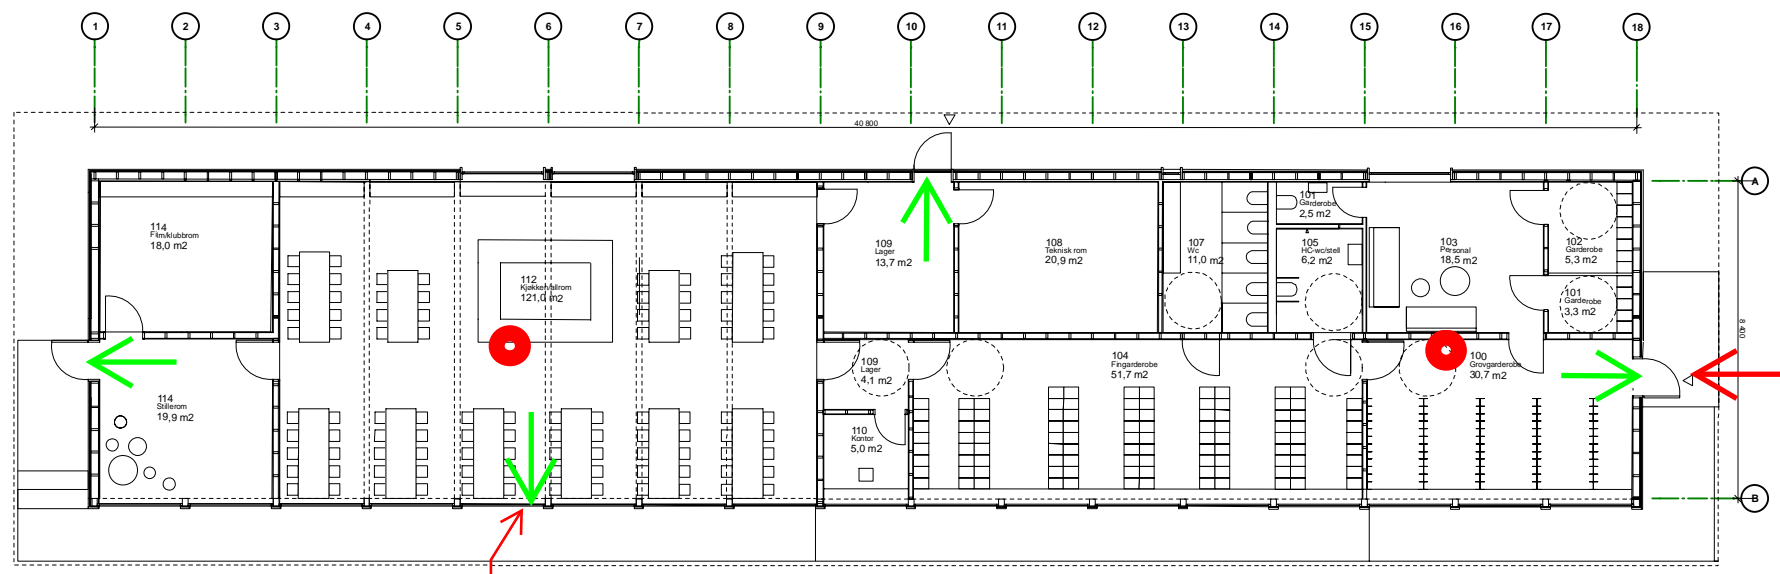 1 2 3 4 5 6 7 8 9 10 11 12 13 14 15 16 17 18
40 800
A
114
Film/klubbrom
18,0 m2
112
Kjøkken/allrom
121,0 m2
109
Lager
13,7 m2
108
Teknisk rom
20,9 m2
107
Wc
11,0 m2
101
Garderobe
2,5 m2
105
HC-wc/stell
6,2 m2
103
Personal
18,5 m2
102
Garderobe
5,3 m2
101
Garderobe
3,3 m2
8 400
114
Stillerom
19,9 m2
109
Lager
4,1 m2
104
Fingarderobe
51,7 m2
100
Grovgarderobe
30,7 m2
110
Kontor
5,0 m2
B